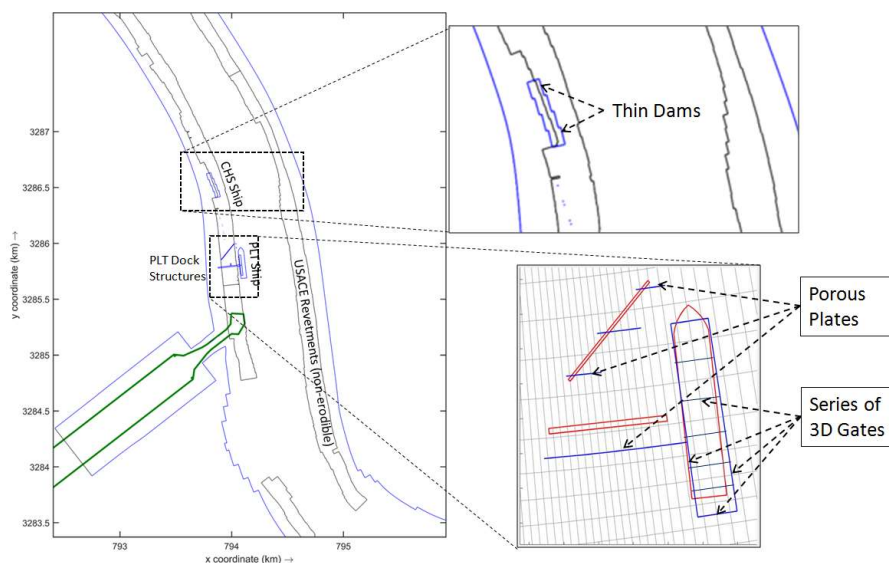 3287
3286.5
3286
3285.5
3285
3284.5
3284
3283.5
y coordinate (km) →
793
794
795
x coordinate (km) →
CHS Ship
PLT Dock
Structures
PLT Ship
USACE Revetments (non-erodible)
Thin Dams
Porous
Plates
Series of
3D Gates